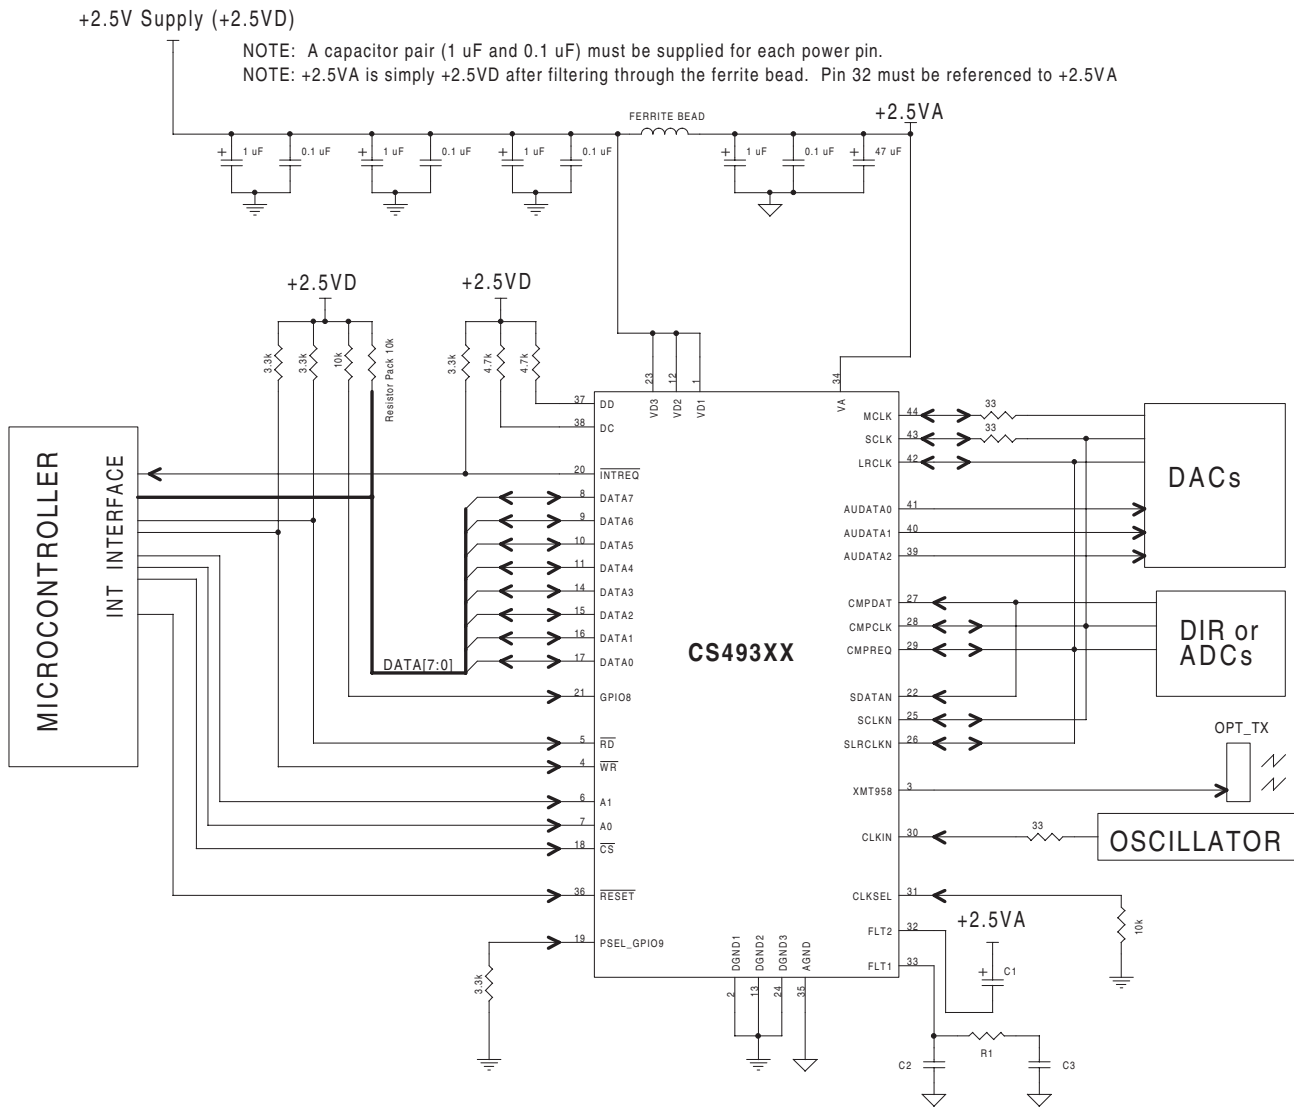 +2.5V Supply (+2.5VD)
NOTE: A capacitor pair (1 uF and 0.1 uF) must be supplied for each power pin.
NOTE: +2.5VA is simply +2.5VD after filtering through the ferrite bead. Pin 32 must be referenced to +2.5VA
FERRITE BEAD
+2.5VA
+ 1 uF
0.1 uF
+ 1 uF
0.1 uF
+ 1 uF
0.1 uF
+ 1 uF
0.1 uF
+ 47 uF
+2.5VD
+2.5VD
3.3k
3.3k
10k
Resistor Pack 10k
3.3k
4.7k
4.7k
23
12
1
34
VD3
VD2
VD1
VA
MICROCONTROLLER
INT INTERFACE
DATA[7:0]
37 DD
38 DC
20 INTREQ
8 DATA7
9 DATA6
10 DATA5
11 DATA4
14 DATA3
15 DATA2
16 DATA1
17 DATA0
21 GPIO8
5 RD
4 WR
6 A1
7 A0
18 CS
36 RESET
19 PSEL_GPIO9
3.3k
CS493XX
MCLK 44
33
SCLK 43
33
LRCLK 42
AUDATA0 41
AUDATA1 40
AUDATA2 39
DACs
CMPDAT 27
CMPCLK 28
CMPREQ 29
DIR or
ADCs
SDATAN 22
SCLKN 25
SLRCLKN 26
OPT_TX
XMT958 3
CLKIN 30
33
OSCILLATOR
CLKSEL 31
10k
+2.5VA
FLT2 32
FLT1 33
+ C1
DGND1
DGND2
DGND3
AGND
2
13
24
35
C2
R1
C3